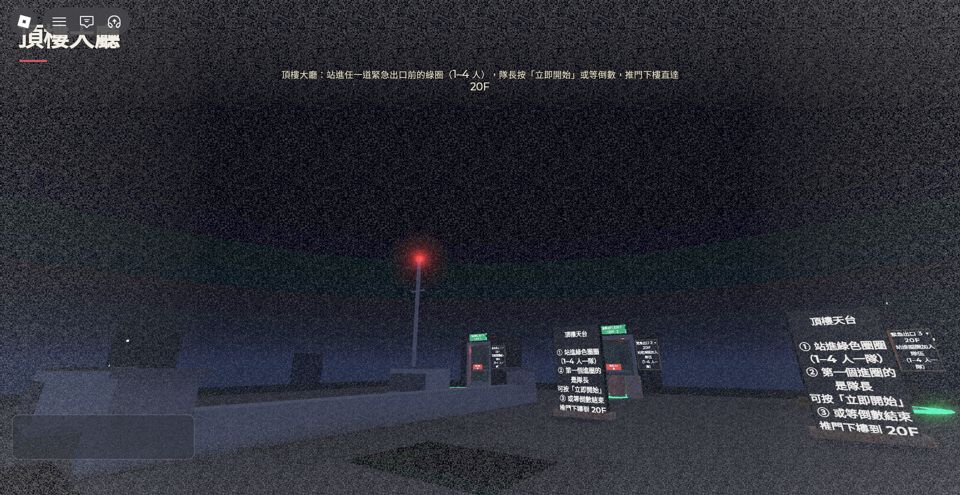 頂樓大廳
頂樓大廳：站進任一道緊急出口前的綠圈（1–4 人），隊長按「立即開始」或等倒數，推門下樓直達
20F
頂樓天台
① 站進綠色圈圈
（1–4 人一隊）
② 第一個進圈的
是隊長
可按「立即開始」
③ 或等倒數結束
推門下樓到 20F
頂樓天台
① 站進綠色圈圈
（1–4 人一隊）
② 第一個進圈的
是隊長
可按「立即開始」
③ 或等倒數結束
推門下樓到 20F
緊急出口 3
20F